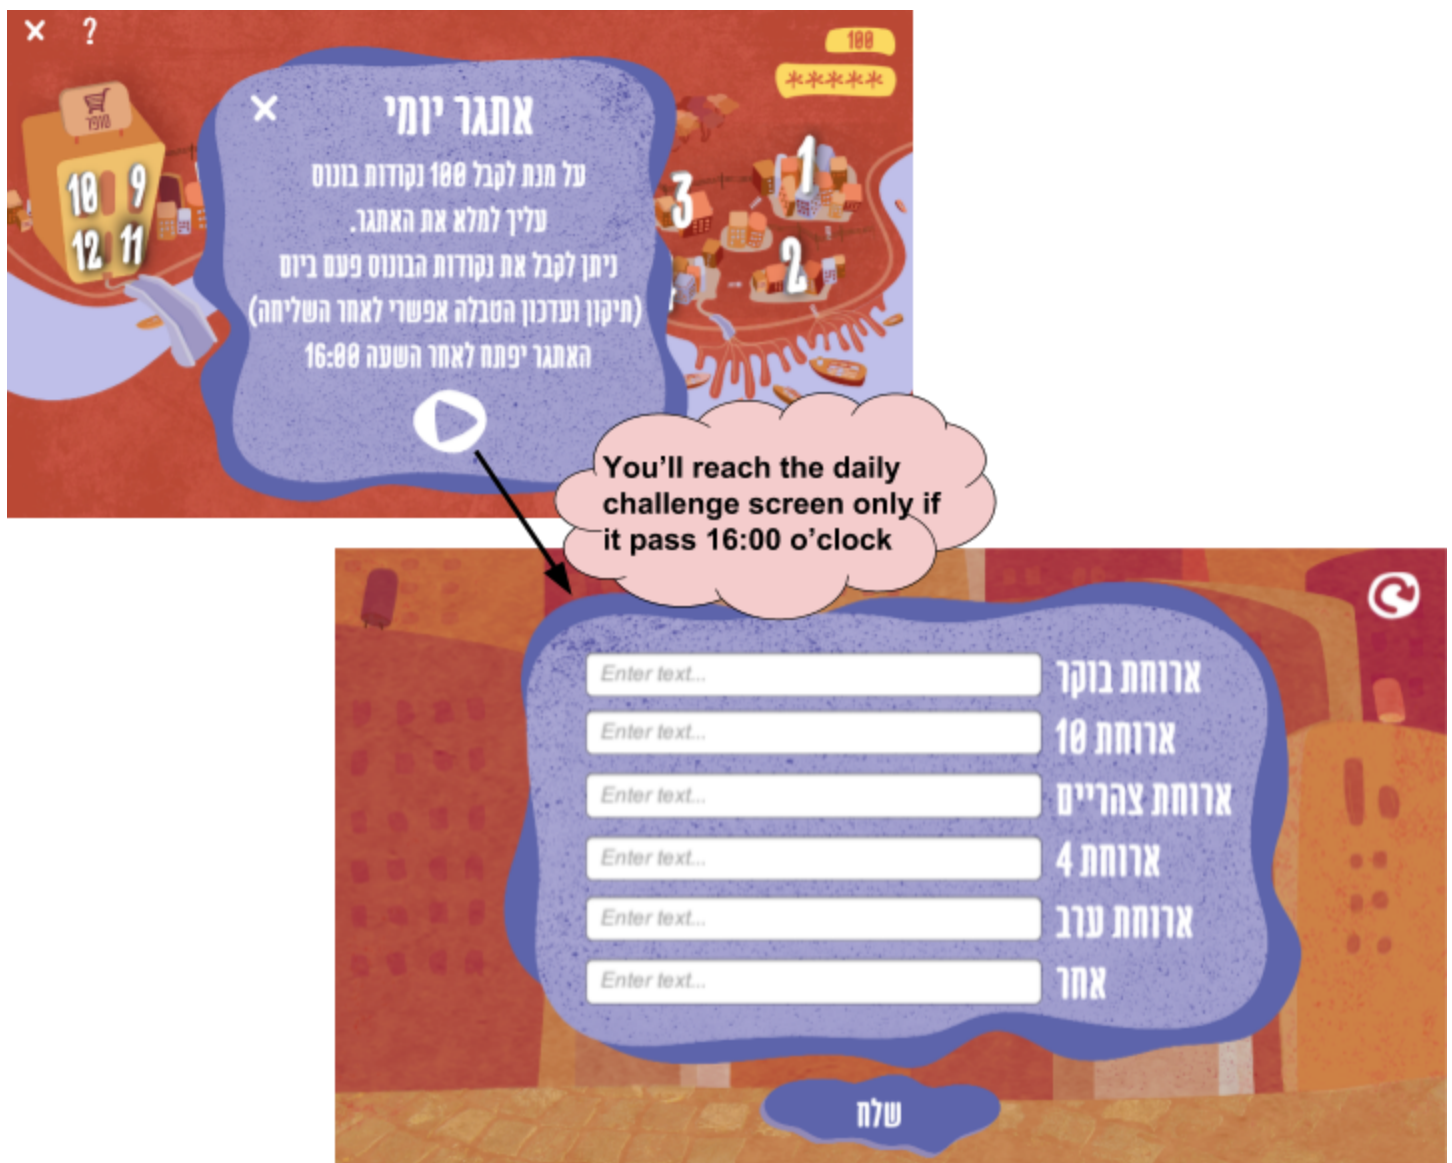 ?
100
*****
סופר
10 9
12 11
3
1
2
אתגר יומי
על מנת לקבל 100 נקודות בונוס
עליך למלא את האתגר.
ניתן לקבל את נקודות הבונוס פעם ביום
(תיקון ועדכון הטבלה אפשרי לאחר השליחה)
האתגר יפתח לאחר השעה 16:00
You'll reach the daily
challenge screen only if
it pass 16:00 o'clock
ארוחת בוקר Enter text...
ארוחת 10 Enter text...
ארוחת צהריים Enter text...
ארוחת 4 Enter text...
ארוחת ערב Enter text...
אחר Enter text...
שלח